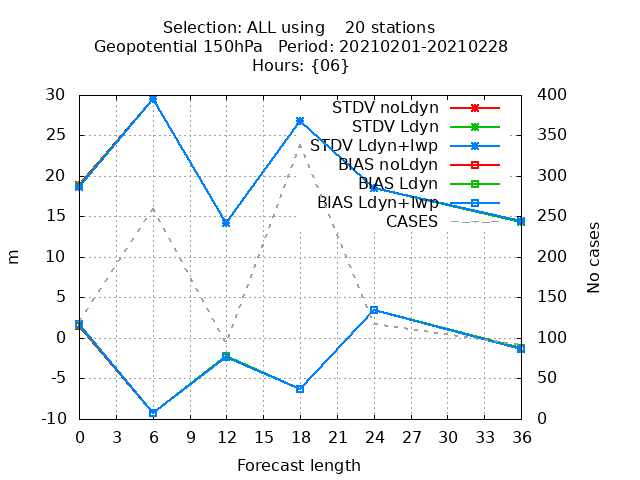 Selection: ALL using    20 stations
Geopotential 150hPa   Period: 20210201-20210228
Hours: {06}
30 400
STDV noLdyn
STDV Ldyn
25 350
STDV Ldyn+lwp
BIAS noLdyn
20 300
BIAS Ldyn
BIAS Ldyn+lwp
15 250
CASES
10 200
m
No cases
5 150
0 100
-5 50
-10 0
0 3 6 9 12 15 18 21 24 27 30 33 36
Forecast length